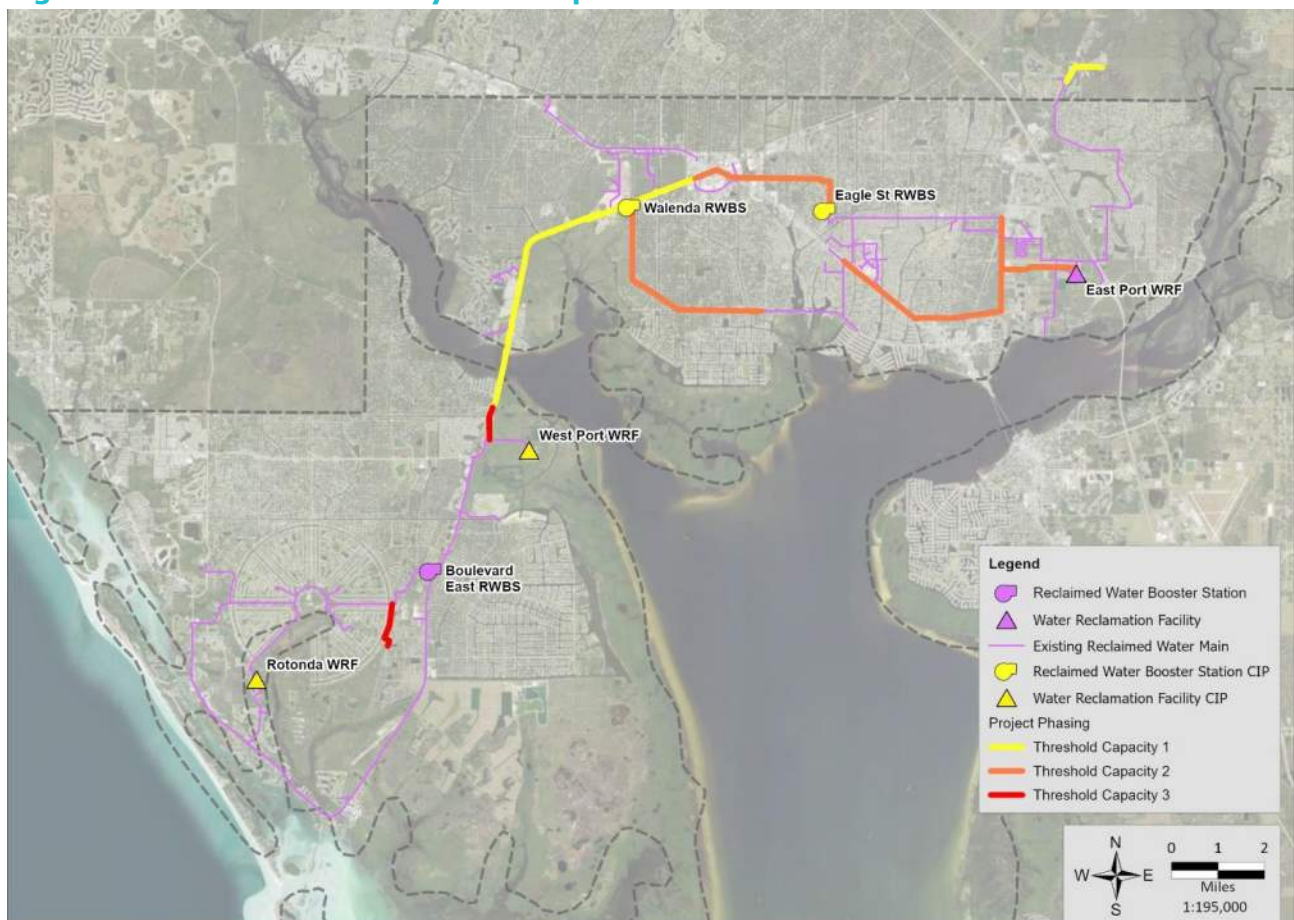 Eagle St RWBS
Walenda RWBS
East Port WRF
West Port WRF
Boulevard
East RWBS
Rotonda WRF
Legend
Reclaimed Water Booster Station
Water Reclamation Facility
Existing Reclaimed Water Main
Reclaimed Water Booster Station CIP
Water Reclamation Facility CIP
Project Phasing
Threshold Capacity 1
Threshold Capacity 2
Threshold Capacity 3
N
W E
S
0 1 2
Miles
1:195,000